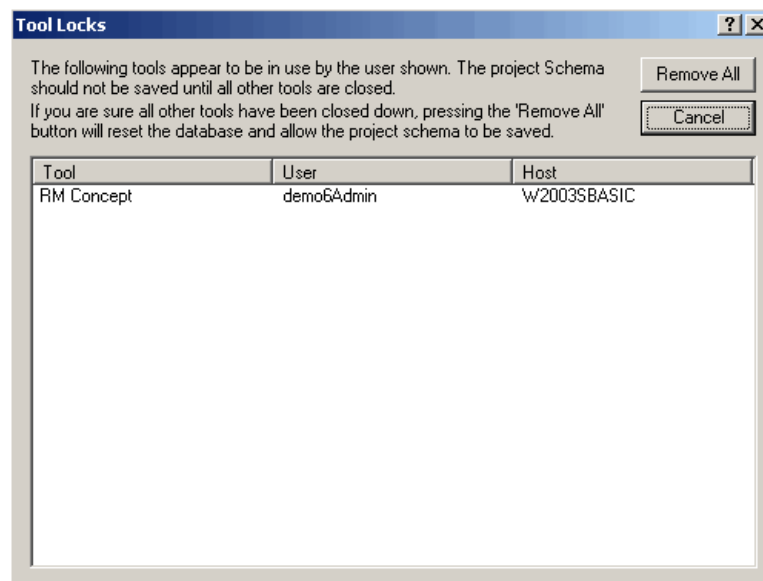 Tool Locks
The following tools appear to be in use by the user shown. The project Schema
should not be saved until all other tools are closed.
If you are sure all other tools have been closed down, pressing the 'Remove All'
button will reset the database and allow the project schema to be saved.
Remove All
Cancel
Tool User Host
RM Concept demo6Admin W2003SBASIC